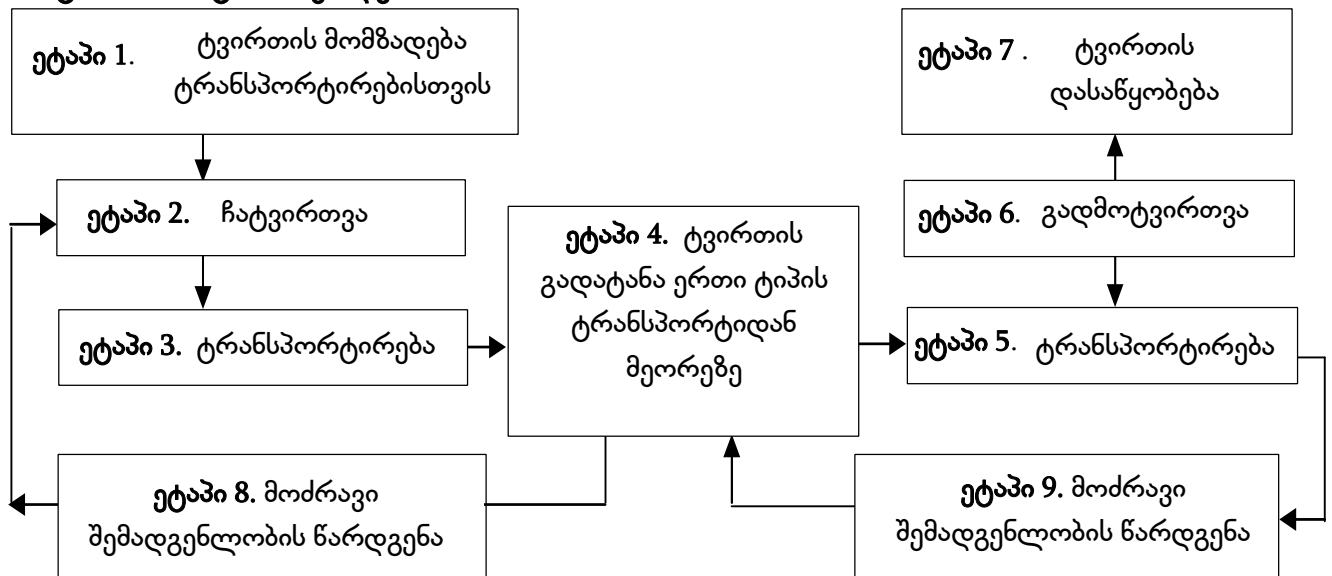 ეტაპი 1. ტვირთის მომზადება
ტრანსპორტირებისთვის
ეტაპი 2. ჩატვირთვა
ეტაპი 3. ტრანსპორტირება
ეტაპი 4. ტვირთის
გადატანა ერთი ტიპის
ტრანსპორტიდან
მეორეზე
ეტაპი 7 . ტვირთის
დასაწყობება
ეტაპი 6. გადმოტვირთვა
ეტაპი 5. ტრანსპორტირება
ეტაპი 8. მოძრავი
შემადგენლობის წარდგენა
ეტაპი 9. მოძრავი
შემადგენლობის წარდგენა